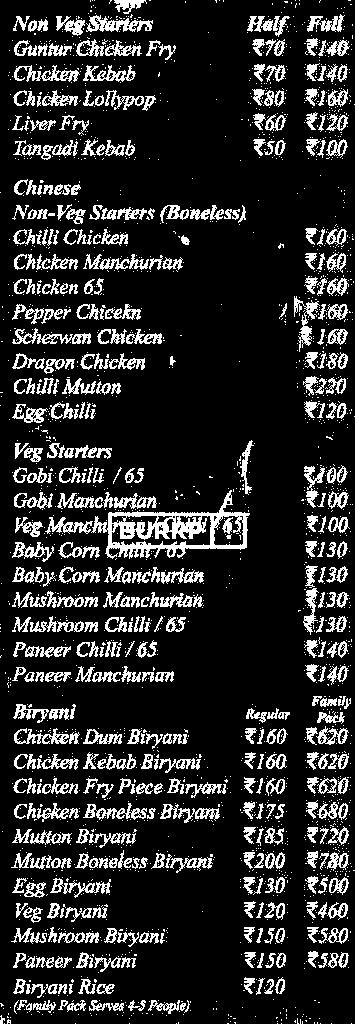 Non Veg Starters Half Full
Guntur Chicken Fry ₹70 ₹140
Chicken Kebab ₹70 ₹140
Chicken Lollypop ₹80 ₹160
Liver Fry ₹60 ₹120
Tangadi Kebab ₹50 ₹100
Chinese
Non-Veg Starters (Boneless)
Chilli Chicken ₹160
Chicken Manchurian ₹160
Chicken 65 ₹160
Pepper Chicekn ₹160
Schezwan Chicken ₹160
Dragon Chicken ₹180
Chilli Mutton ₹220
Egg Chilli ₹120
Veg Starters
Gobi Chilli / 65 ₹100
Gobi Manchurian ₹100
Veg Manchurian / Chilli / 65 ₹100
BURRP
Baby Corn Chilli / 65 ₹130
Baby Corn Manchurian ₹130
Mushroom Manchurian ₹130
Mushroom Chilli / 65 ₹130
Paneer Chilli / 65 ₹140
Paneer Manchurian ₹140
Biryani Regular Family Pack
Chicken Dum Biryani ₹160 ₹620
Chicken Kebab Biryani ₹160 ₹620
Chicken Fry Piece Biryani ₹160 ₹620
Chicken Boneless Biryani ₹175 ₹680
Mutton Biryani ₹185 ₹720
Mutton Boneless Biryani ₹200 ₹780
Egg Biryani ₹130 ₹500
Veg Biryani ₹120 ₹460
Mushroom Biryani ₹150 ₹580
Paneer Biryani ₹150 ₹580
Biryani Rice ₹120
(Family Pack Serves 4-5 People)